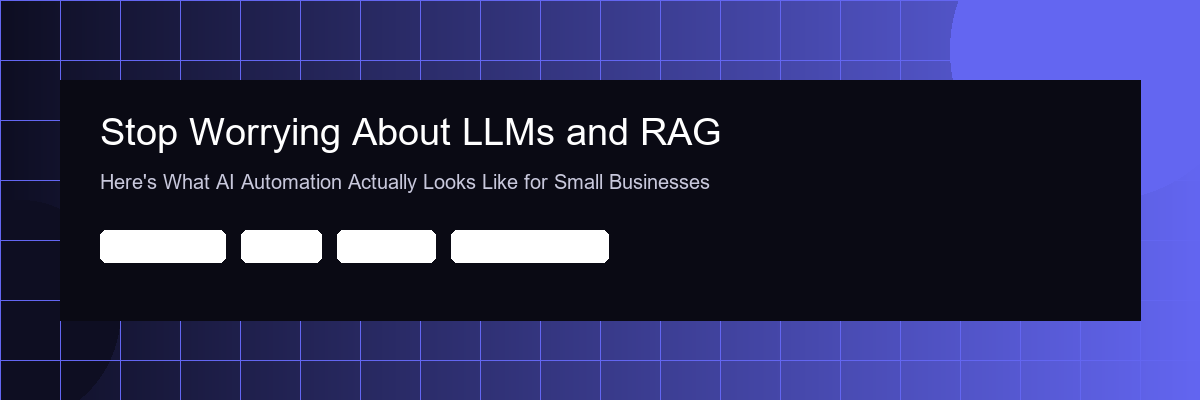 Stop Worrying About LLMs and RAG
Here's What AI Automation Actually Looks Like for Small Businesses